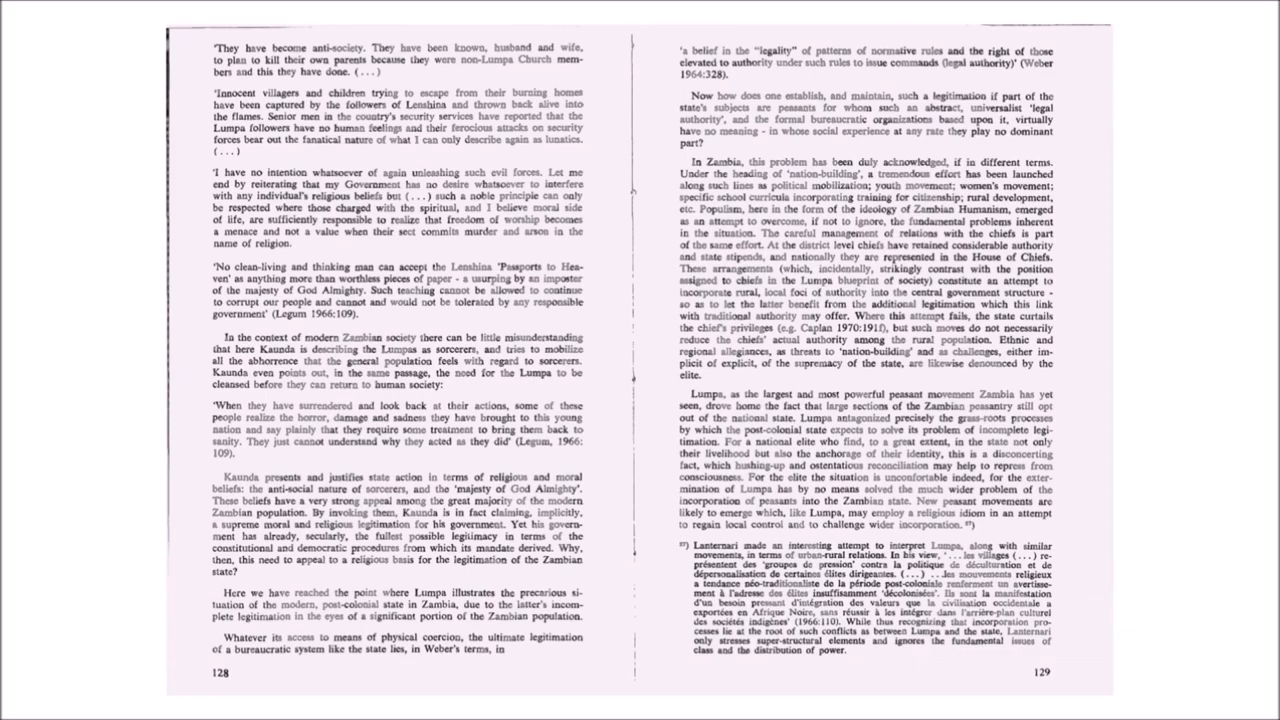 'They have become anti-society. They have been known, husband and wife,
to plan to kill their own parents because they were non-Lumpa Church mem-
bers and this they have done. (...)
'Innocent villagers and children trying to escape from their burning homes
have been captured by the followers of Lenshina and thrown back alive into
the flames. Senior men in the country's security services have reported that the
Lumpa followers have no human feelings and their ferocious attacks on security
forces bear out the fanatical nature of what I can only describe again as lunatics.
(...)
'I have no intention whatsoever of again unleashing such evil forces. Let me
end by reiterating that my Government has no desire whatsoever to interfere
with any individual's religious beliefs but (...) such a noble principle can only
be respected where those charged with the spiritual, and I believe moral side
of life, are sufficiently responsible to realize that freedom of worship becomes
a menace and not a value when their sect commits murder and arson in the
name of religion.
'No clean-living and thinking man can accept the Lenshina 'Passports to Hea-
ven' as anything more than worthless pieces of paper - a usurping by an imposter
of the majesty of God Almighty. Such teaching cannot be allowed to continue
to corrupt our people and cannot and would not be tolerated by any responsible
government' (Legum 1966:109).
In the context of modern Zambian society there can be little misunderstanding
that here Kaunda is describing the Lumpas as sorcerers, and tries to mobilize
all the abhorrence that the general population feels with regard to sorcerers.
Kaunda even points out, in the same passage, the need for the Lumpa to be
cleansed before they can return to human society:
'When they have surrendered and look back at their actions, some of these
people realize the horror, damage and sadness they have brought to this young
nation and say plainly that they require some treatment to bring them back to
sanity. They just cannot understand why they acted as they did' (Legum, 1966:
109).
Kaunda presents and justifies state action in terms of religious and moral
beliefs: the anti-social nature of sorcerers, and the 'majesty of God Almighty'.
These beliefs have a very strong appeal among the great majority of the modern
Zambian population. By invoking them, Kaunda is in fact claiming, implicitly,
a supreme moral and religious legitimation for his government. Yet his govern-
ment has already, secularly, the fullest possible legitimacy in terms of the
constitutional and democratic procedures from which its mandate derived. Why,
then, this need to appeal to a religious basis for the legitimation of the Zambian
state?
Here we have reached the point where Lumpa illustrates the precarious si-
tuation of the modern, post-colonial state in Zambia, due to the latter's incom-
plete legitimation in the eyes of a significant portion of the Zambian population.
Whatever its access to means of physical coercion, the ultimate legitimation
of a bureaucratic system like the state lies, in Weber's terms, in
128
'a belief in the "legality" of patterns of normative rules and the right of those
elevated to authority under such rules to issue commands (legal authority)' (Weber
1964:328).
Now how does one establish, and maintain, such a legitimation if part of the
state's subjects are peasants for whom such an abstract, universalist 'legal
authority', and the formal bureaucratic organizations based upon it, virtually
have no meaning - in whose social experience at any rate they play no dominant
part?
In Zambia, this problem has been duly acknowledged, if in different terms.
Under the heading of 'nation-building', a tremendous effort has been launched
along such lines as political mobilization; youth movement; women's movement;
specific school curricula incorporating training for citizenship; rural development,
etc. Populism, here in the form of the ideology of Zambian Humanism, emerged
as an attempt to overcome, if not to ignore, the fundamental problems inherent
in the situation. The careful management of relations with the chiefs is part
of the same effort. At the district level chiefs have retained considerable authority
and state stipends, and nationally they are represented in the House of Chiefs.
These arrangements (which, incidentally, strikingly contrast with the position
assigned to chiefs in the Lumpa blueprint of society) constitute an attempt to
incorporate rural, local foci of authority into the central government structure -
so as to let the latter benefit from the additional legitimation which this link
with traditional authority may offer. Where this attempt fails, the state curtails
the chief's privileges (e.g. Caplan 1970:191f), but such moves do not necessarily
reduce the chiefs' actual authority among the rural population. Ethnic and
regional allegiances, as threats to 'nation-building' and as challenges, either im-
plicit of explicit, of the supremacy of the state, are likewise denounced by the
elite.
Lumpa, as the largest and most powerful peasant movement Zambia has yet
seen, drove home the fact that large sections of the Zambian peasantry still opt
out of the national state. Lumpa antagonized precisely the grass-roots processes
by which the post-colonial state expects to solve its problem of incomplete legi-
timation. For a national elite who find, to a great extent, in the state not only
their livelihood but also the anchorage of their identity, this is a disconcerting
fact, which hushing-up and ostentatious reconciliation may help to repress from
consciousness. For the elite the situation is unconfortable indeed, for the exter-
mination of Lumpa has by no means solved the much wider problem of the
incorporation of peasants into the Zambian state. New peasant movements are
likely to emerge which, like Lumpa, may employ a religious idiom in an attempt
to regain local control and to challenge wider incorporation. ⁵⁷)
⁵⁷) Lanternari made an interesting attempt to interpret Lumpa, along with similar
movements, in terms of urban-rural relations. In his view, '...les villages (...) re-
présentent des 'groupes de pression' contra la politique de déculturation et de
dépersonalisation de certaines élites dirigeantes. (...) ...des mouvements religieux
a tendance néo-traditionaliste de la période post-coloniale renferment un avertisse-
ment à l'adresse des élites insuffisamment 'décolonisées'. Ils sont la manifestation
d'un besoin pressant d'intégration des valeurs que la civilisation occidentale a
exportées en Afrique Noire, sans réussir à les intégrer dans l'arrière-plan culturel
des sociétés indigènes' (1966:110). While thus recognizing that incorporation pro-
cesses lie at the root of such conflicts as between Lumpa and the state, Lanternari
only stresses super-structural elements and ignores the fundamental issues of
class and the distribution of power.
129